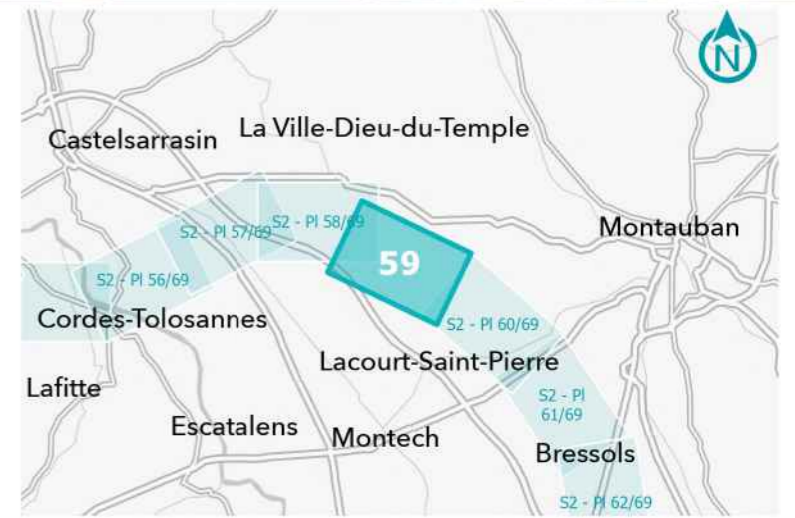 N
La Ville-Dieu-du-Temple
Castelsarrasin
S2 - Pl 58/69
S2 - Pl 57/69
Montauban
59
S2 - Pl 56/69
Cordes-Tolosannes
S2 - Pl 60/69
Lacourt-Saint-Pierre
Lafitte
S2 - Pl
61/69
Escatalens
Montech
Bressols
S2 - Pl 62/69